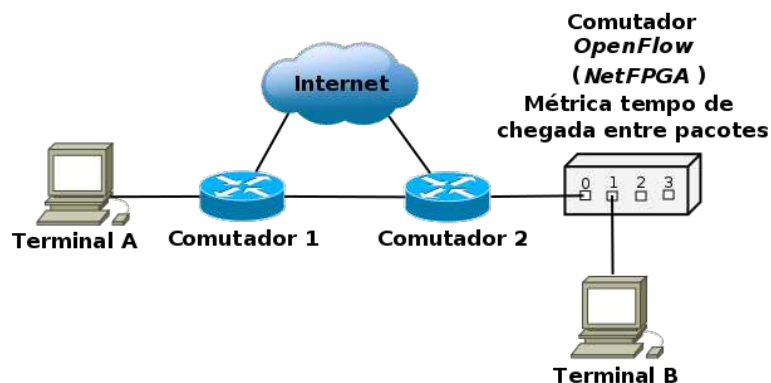 Comutador
OpenFlow
(NetFPGA )
Métrica tempo de
chegada entre pacotes
Internet
0 1 2 3
Terminal A
Comutador 1
Comutador 2
Terminal B